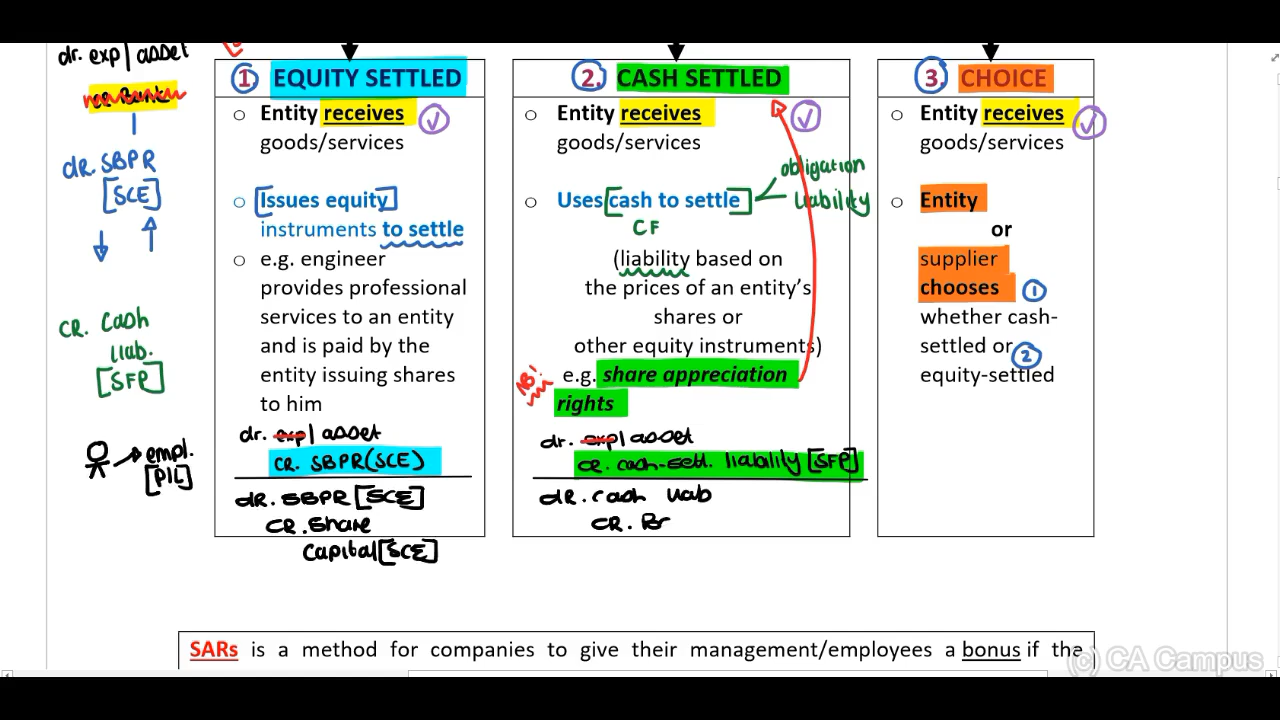 dr. exp/asset
cr Bank
dr. SBPR
[SCE]
CR. Cash
liab.
[SFP]
empl.
[P/L]
1 EQUITY SETTLED
○ Entity receives
goods/services
○ Issues equity
instruments to settle
○ e.g. engineer
provides professional
services to an entity
and is paid by the
entity issuing shares
to him
dr. exp/asset
CR. SBPR(SCE)
dr. SBPR [SCE]
CR. Share
Capital [SCE]
2. CASH SETTLED
○ Entity receives
goods/services
obligation
○ Uses [cash to settle] liability
CF
(liability based on
the prices of an entity's
shares or
other equity instruments)
NB! e.g. share appreciation
rights
dr. exp/asset
CR. cash-sett. liability [SFP]
dr. cash liab
CR. Br
3. CHOICE
○ Entity receives
goods/services
○ Entity
or
supplier
chooses 1
whether cash-
settled or 2
equity-settled
SARs is a method for companies to give their management/employees a bonus if the
(c) CA Campus